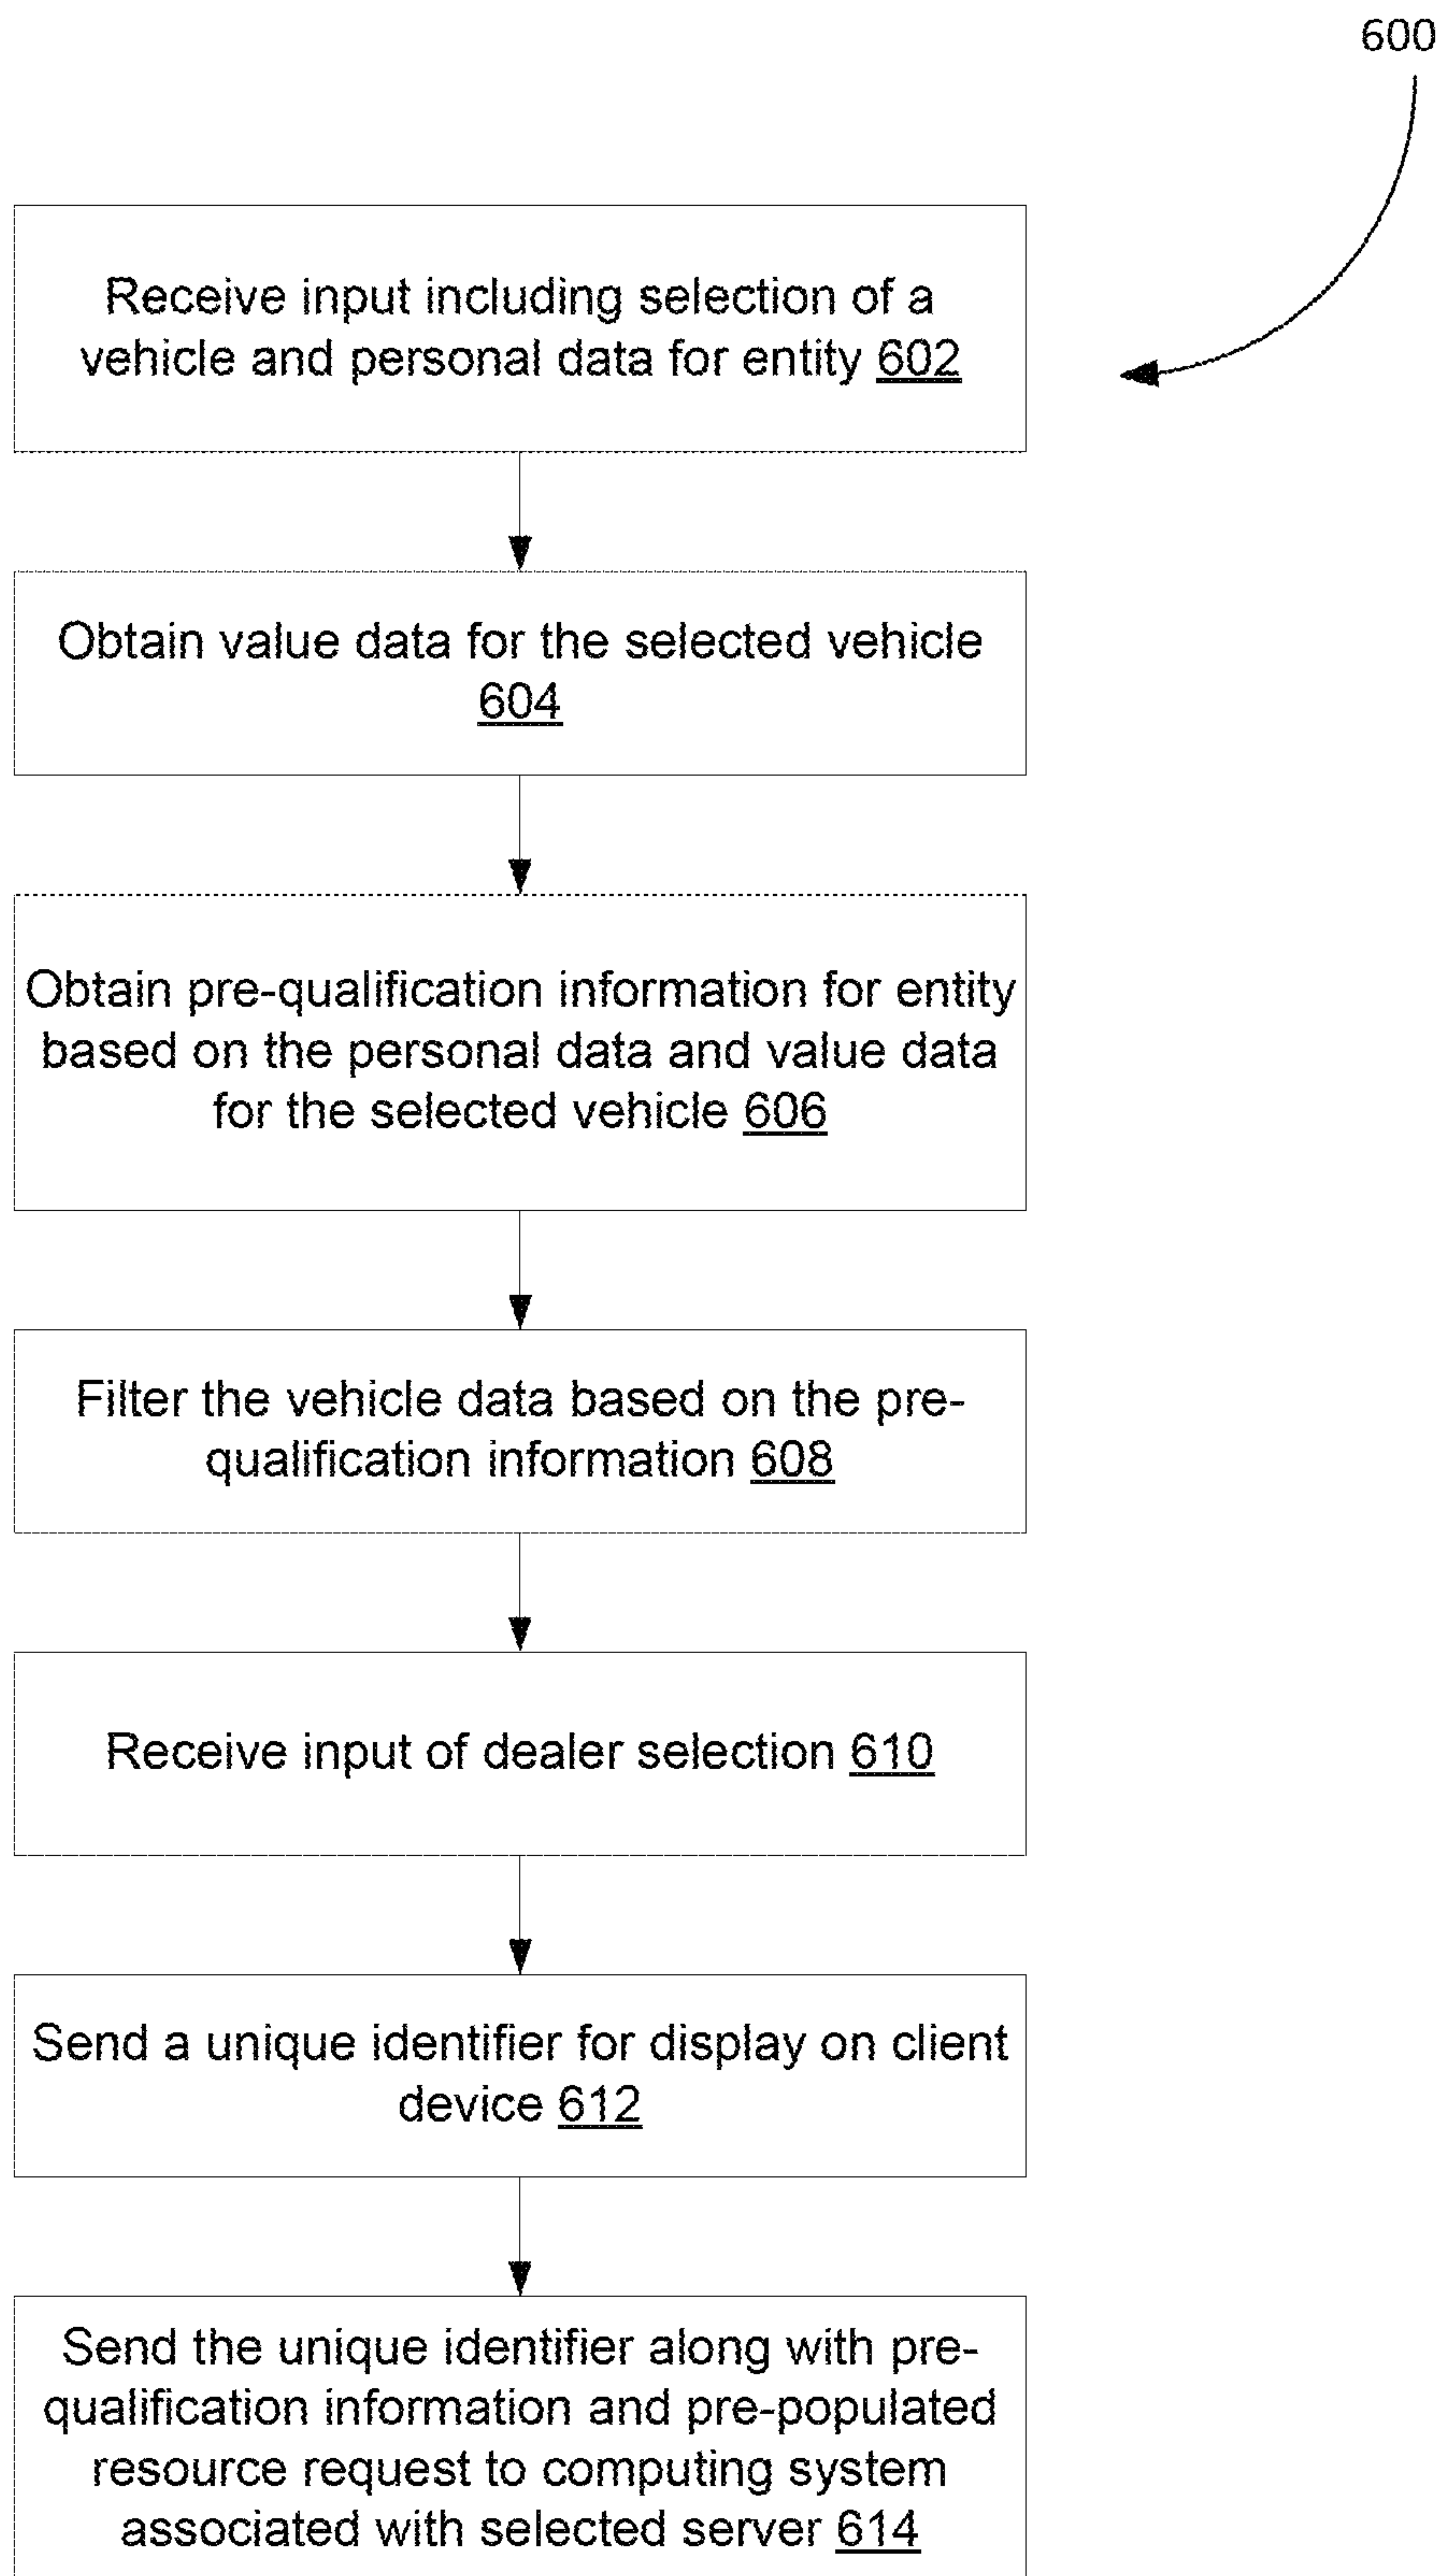 600
Receive input including selection of a
vehicle and personal data for entity 602
Obtain value data for the selected vehicle
604
Obtain pre-qualification information for entity
based on the personal data and value data
for the selected vehicle 606
Filter the vehicle data based on the pre-
qualification information 608
Receive input of dealer selection 610
Send a unique identifier for display on client
device 612
Send the unique identifier along with pre-
qualification information and pre-populated
resource request to computing system
associated with selected server 614